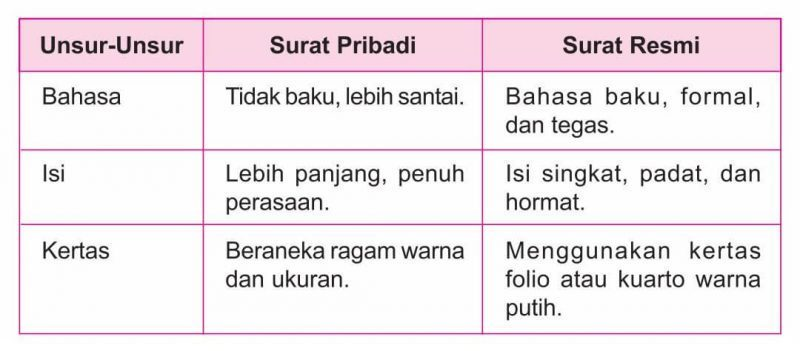 Unsur-Unsur Surat Pribadi Surat Resmi
Bahasa Tidak baku, lebih santai. Bahasa baku, formal,
dan tegas.
Isi Lebih panjang, penuh Isi singkat, padat, dan
perasaan. hormat.
Kertas Beraneka ragam warna Menggunakan kertas
dan ukuran. folio atau kuarto warna
putih.